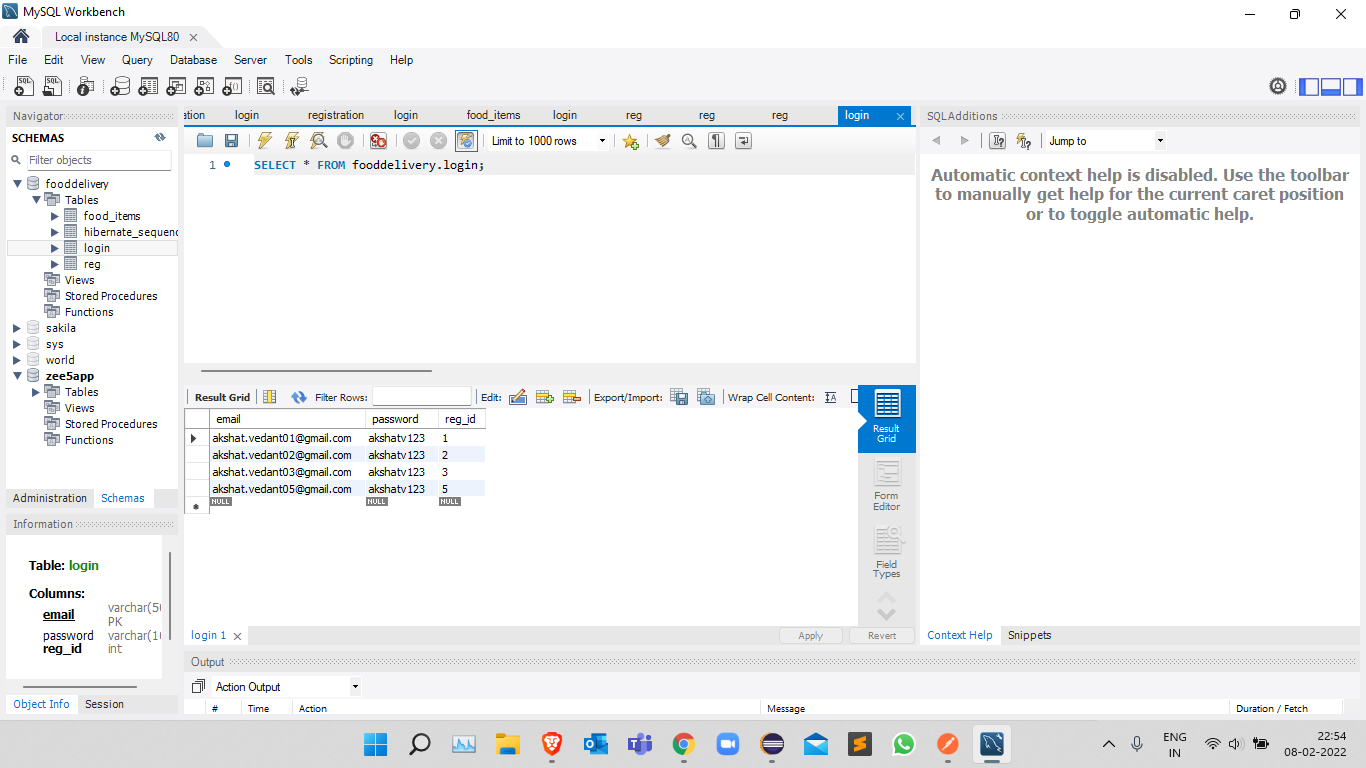 MySQL Workbench
Local instance MySQL80
File Edit View Query Database Server Tools Scripting Help
Navigator
SCHEMAS
Filter objects
fooddelivery
Tables
food_items
hibernate_sequenc
login
reg
Views
Stored Procedures
Functions
sakila
sys
world
zee5app
Tables
Views
Stored Procedures
Functions
Administration Schemas
Information
Table: login
Columns:
email varchar(50
PK
password varchar(10
reg_id int
Object Info Session
ation login registration login food_items login reg reg reg login
Limit to 1000 rows
1 SELECT * FROM fooddelivery.login;
Result Grid Filter Rows: Edit: Export/Import: Wrap Cell Content:
email password reg_id
akshat.vedant01@gmail.com akshatv123 1
akshat.vedant02@gmail.com akshatv123 2
akshat.vedant03@gmail.com akshatv123 3
akshat.vedant05@gmail.com akshatv123 5
NULL NULL NULL
Result
Grid
Form
Editor
Field
Types
login 1 Apply Revert
SQLAdditions
Jump to
Automatic context help is disabled. Use the toolbar
to manually get help for the current caret position
or to toggle automatic help.
Context Help Snippets
Output
Action Output
# Time Action Message Duration / Fetch
ENG
IN
22:54
08-02-2022